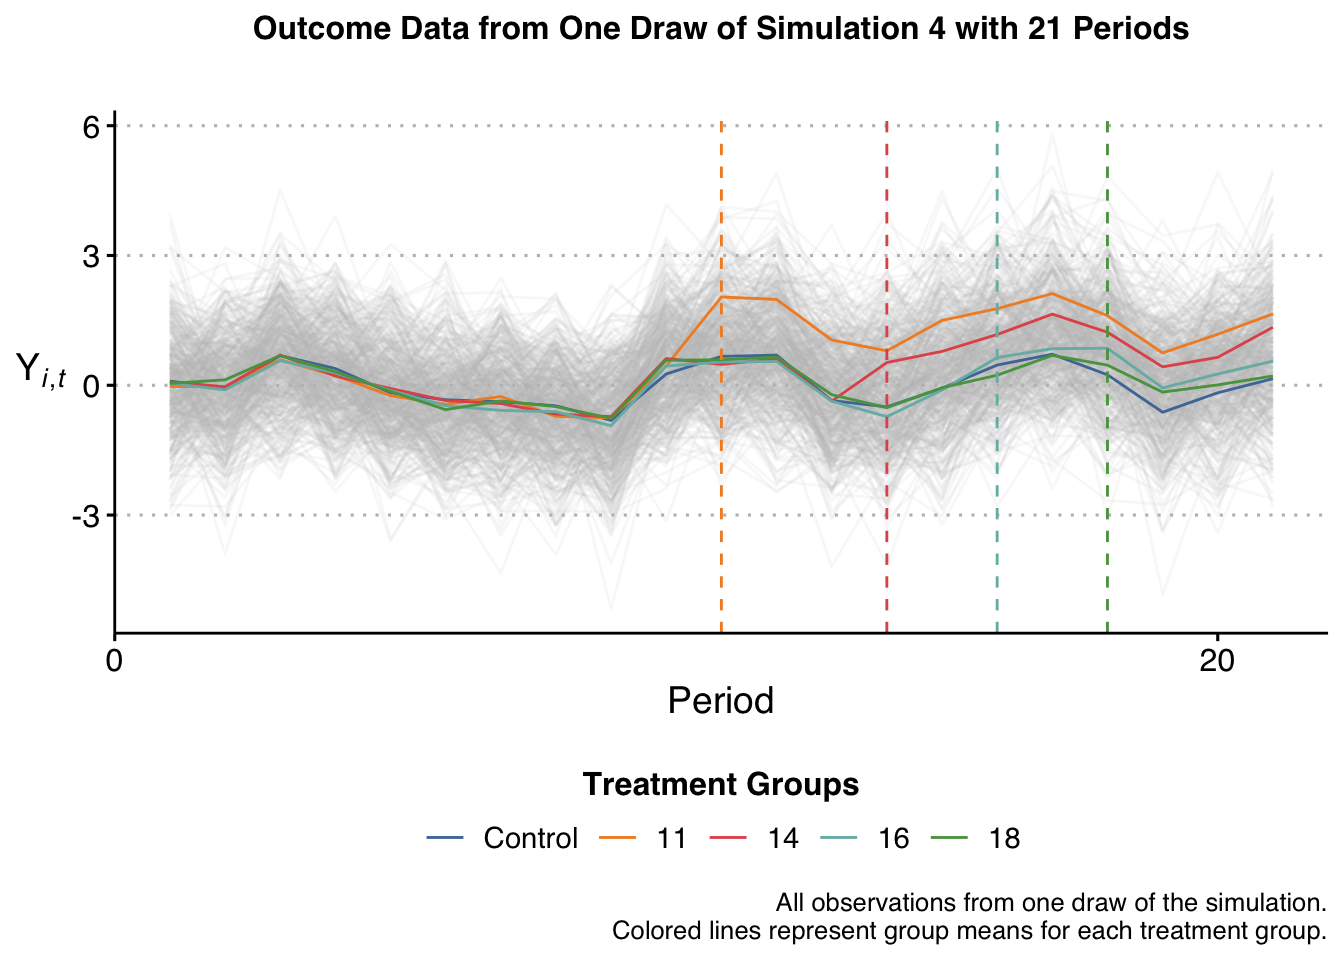 Outcome Data from One Draw of Simulation 4 with 21 Periods
6
3
0
-3
Y i,t
0
20
Period
Treatment Groups
Control 11 14 16 18
All observations from one draw of the simulation.
Colored lines represent group means for each treatment group.